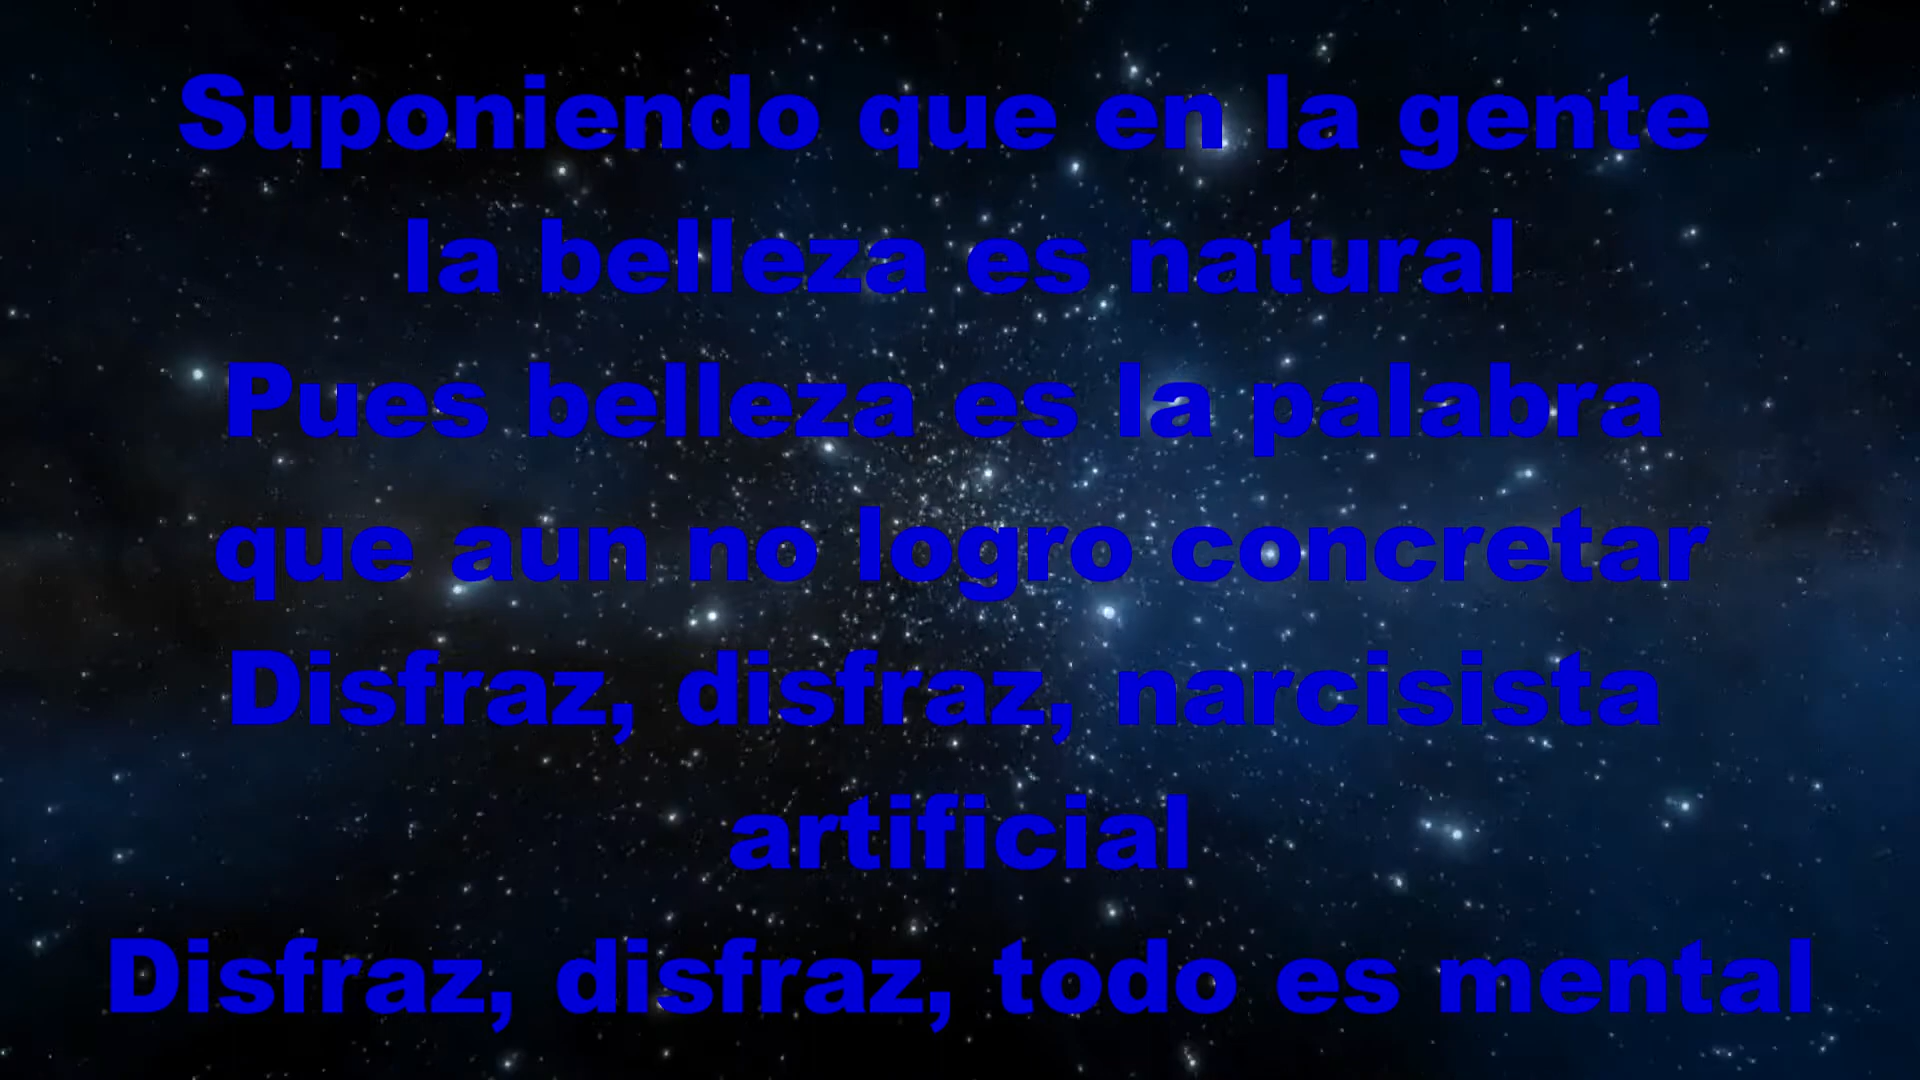 Suponiendo que en la gente
la belleza es natural
Pues belleza es la palabra
que aun no logro concretar
Disfraz, disfraz, narcisista
artificial
Disfraz, disfraz, todo es mental